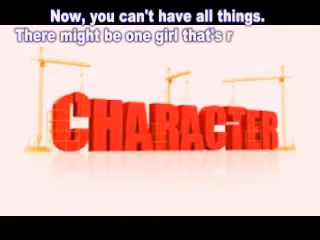 Now, you can't have all things.
There might be one girl that's r
CHARACTER